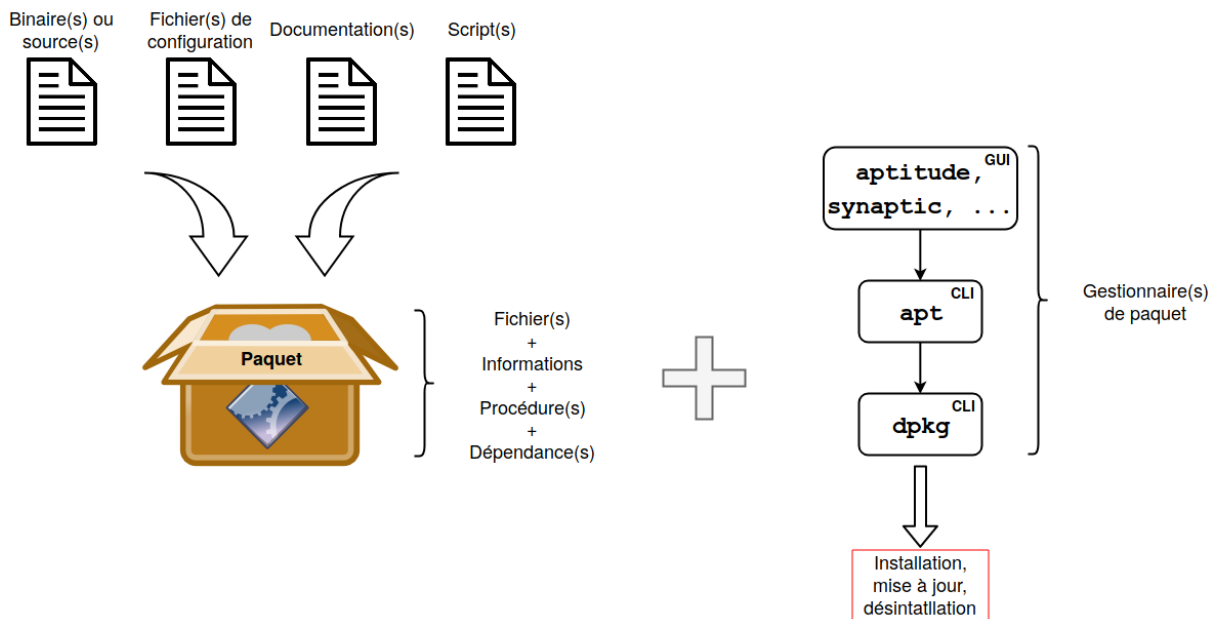 Binaire(s) ou
source(s)
Fichier(s) de
configuration
Documentation(s)
Script(s)
Paquet
Fichier(s)
+
Informations
+
Procédure(s)
+
Dépendance(s)
GUI
aptitude,
synaptic, ...
CLI
apt
CLI
dpkg
Gestionnaire(s)
de paquet
Installation,
mise à jour,
désintatllation